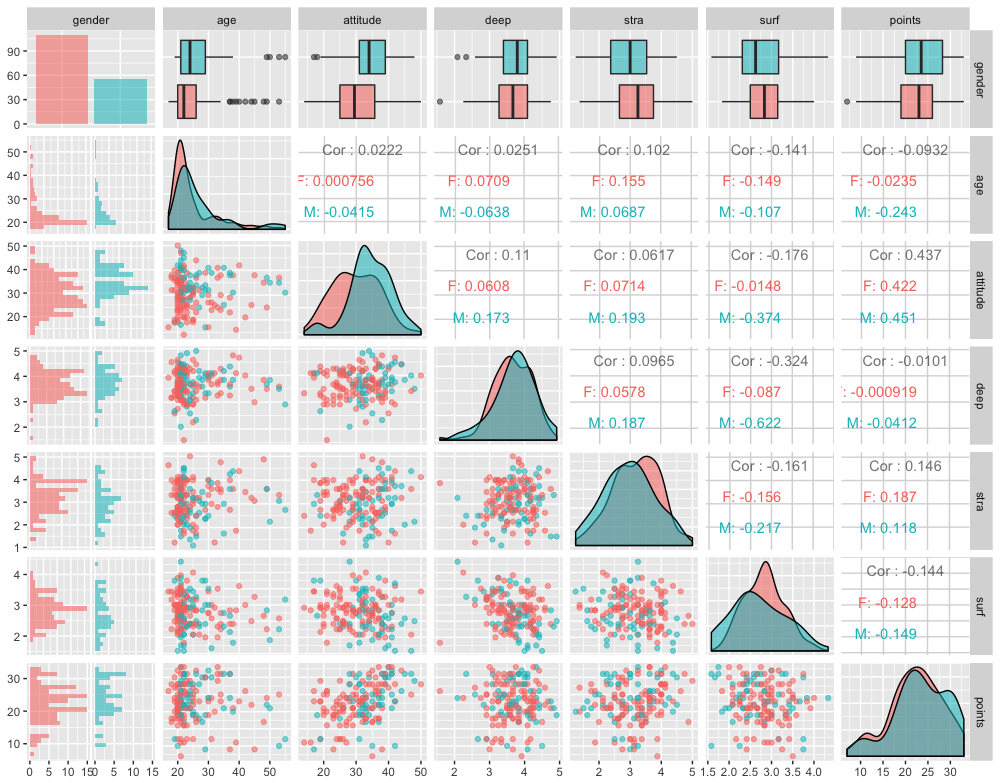 gender age attitude deep stra surf points
90
60
30
0
gender
50
40
30
20
Cor : 0.0222 Cor : 0.0251 Cor : 0.102 Cor : -0.141 Cor : -0.0932
F: 0.000756 F: 0.0709 F: 0.155 F: -0.149 F: -0.0235
M: -0.0415 M: -0.0638 M: 0.0687 M: -0.107 M: -0.243
age
50
40
30
20
Cor : 0.11 Cor : 0.0617 Cor : -0.176 Cor : 0.437
F: 0.0608 F: 0.0714 F: -0.0148 F: 0.422
M: 0.173 M: 0.193 M: -0.374 M: 0.451
attitude
5
4
3
2
Cor : 0.0965 Cor : -0.324 Cor : -0.0101
F: 0.0578 F: -0.087 : -0.000919
M: 0.187 M: -0.622 M: -0.0412
deep
5
4
3
2
1
Cor : -0.161 Cor : 0.146
F: -0.156 F: 0.187
M: -0.217 M: 0.118
stra
4
3
2
Cor : -0.144
F: -0.128
M: -0.149
surf
30
20
10
points
0 5 10 15 0 5 10 15 20 30 40 50 20 30 40 50 2 3 4 5 1 2 3 4 5 1.5 2.0 2.5 3.0 3.5 4.0 10 15 20 25 30